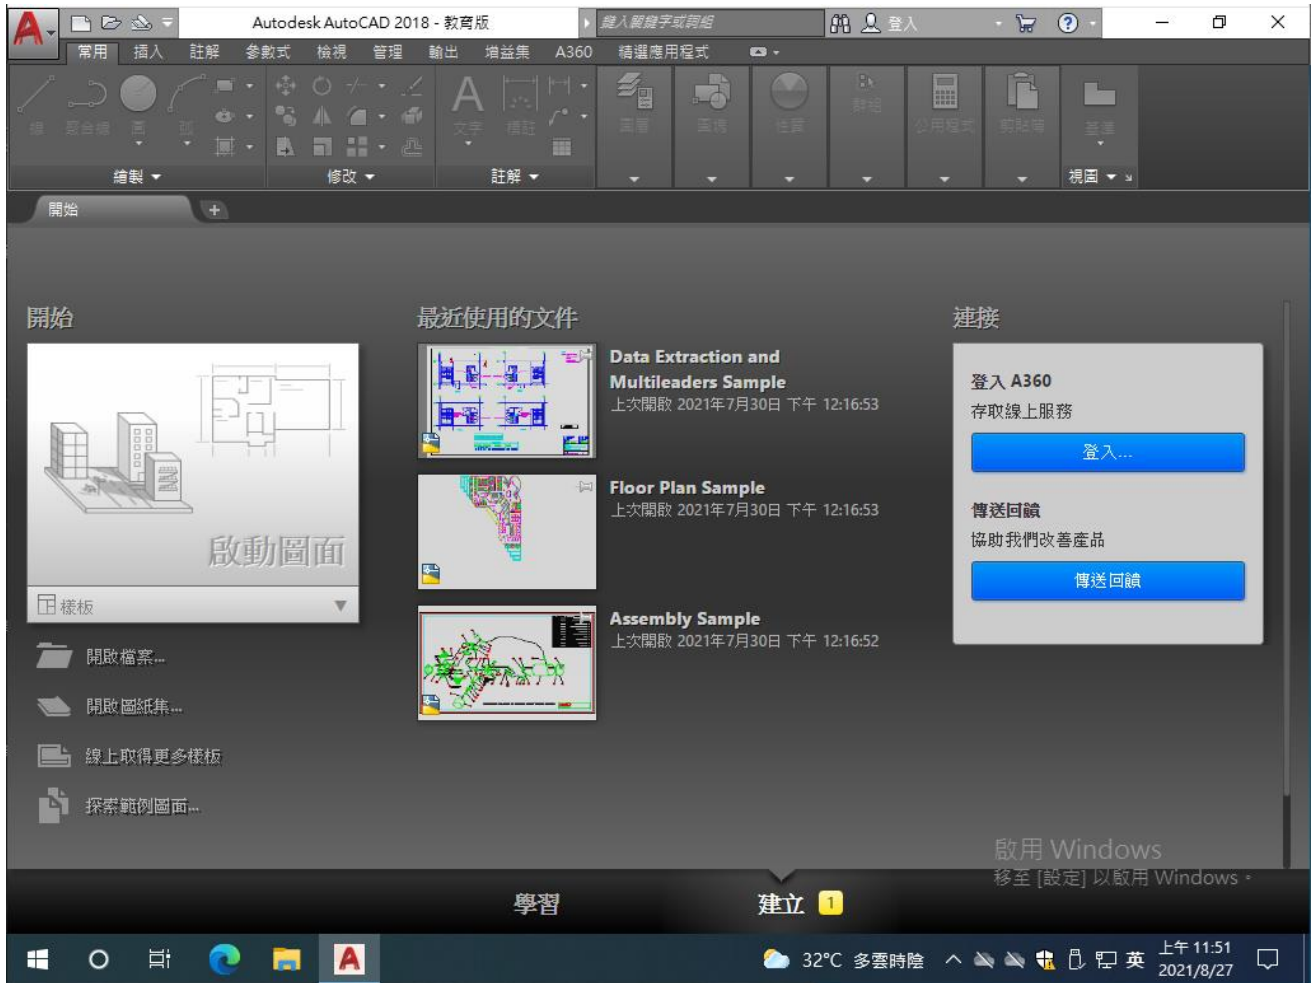 Autodesk AutoCAD 2018 - 教育版
鍵入關鍵字或詞組
登入
常用 插入 註解 參數式 檢視 管理 輸出 增益集 A360 精選應用程式
線 聚合線 圓 弧 文字 標註 圖層 圖塊 性質 群組 公用程式 剪貼簿 基準
繪製 修改 註解 視圖
開始
開始
啟動圖面
樣板
開啟檔案...
開啟圖紙集...
線上取得更多樣板
探索範例圖面...
最近使用的文件
Data Extraction and
Multileaders Sample
上次開啟 2021年7月30日 下午 12:16:53
Floor Plan Sample
上次開啟 2021年7月30日 下午 12:16:53
Assembly Sample
上次開啟 2021年7月30日 下午 12:16:52
連接
登入 A360
存取線上服務
登入...
傳送回饋
協助我們改善產品
傳送回饋
啟用 Windows
移至 [設定] 以啟用 Windows。
學習 建立 1
32°C 多雲時陰 英 上午 11:51
2021/8/27